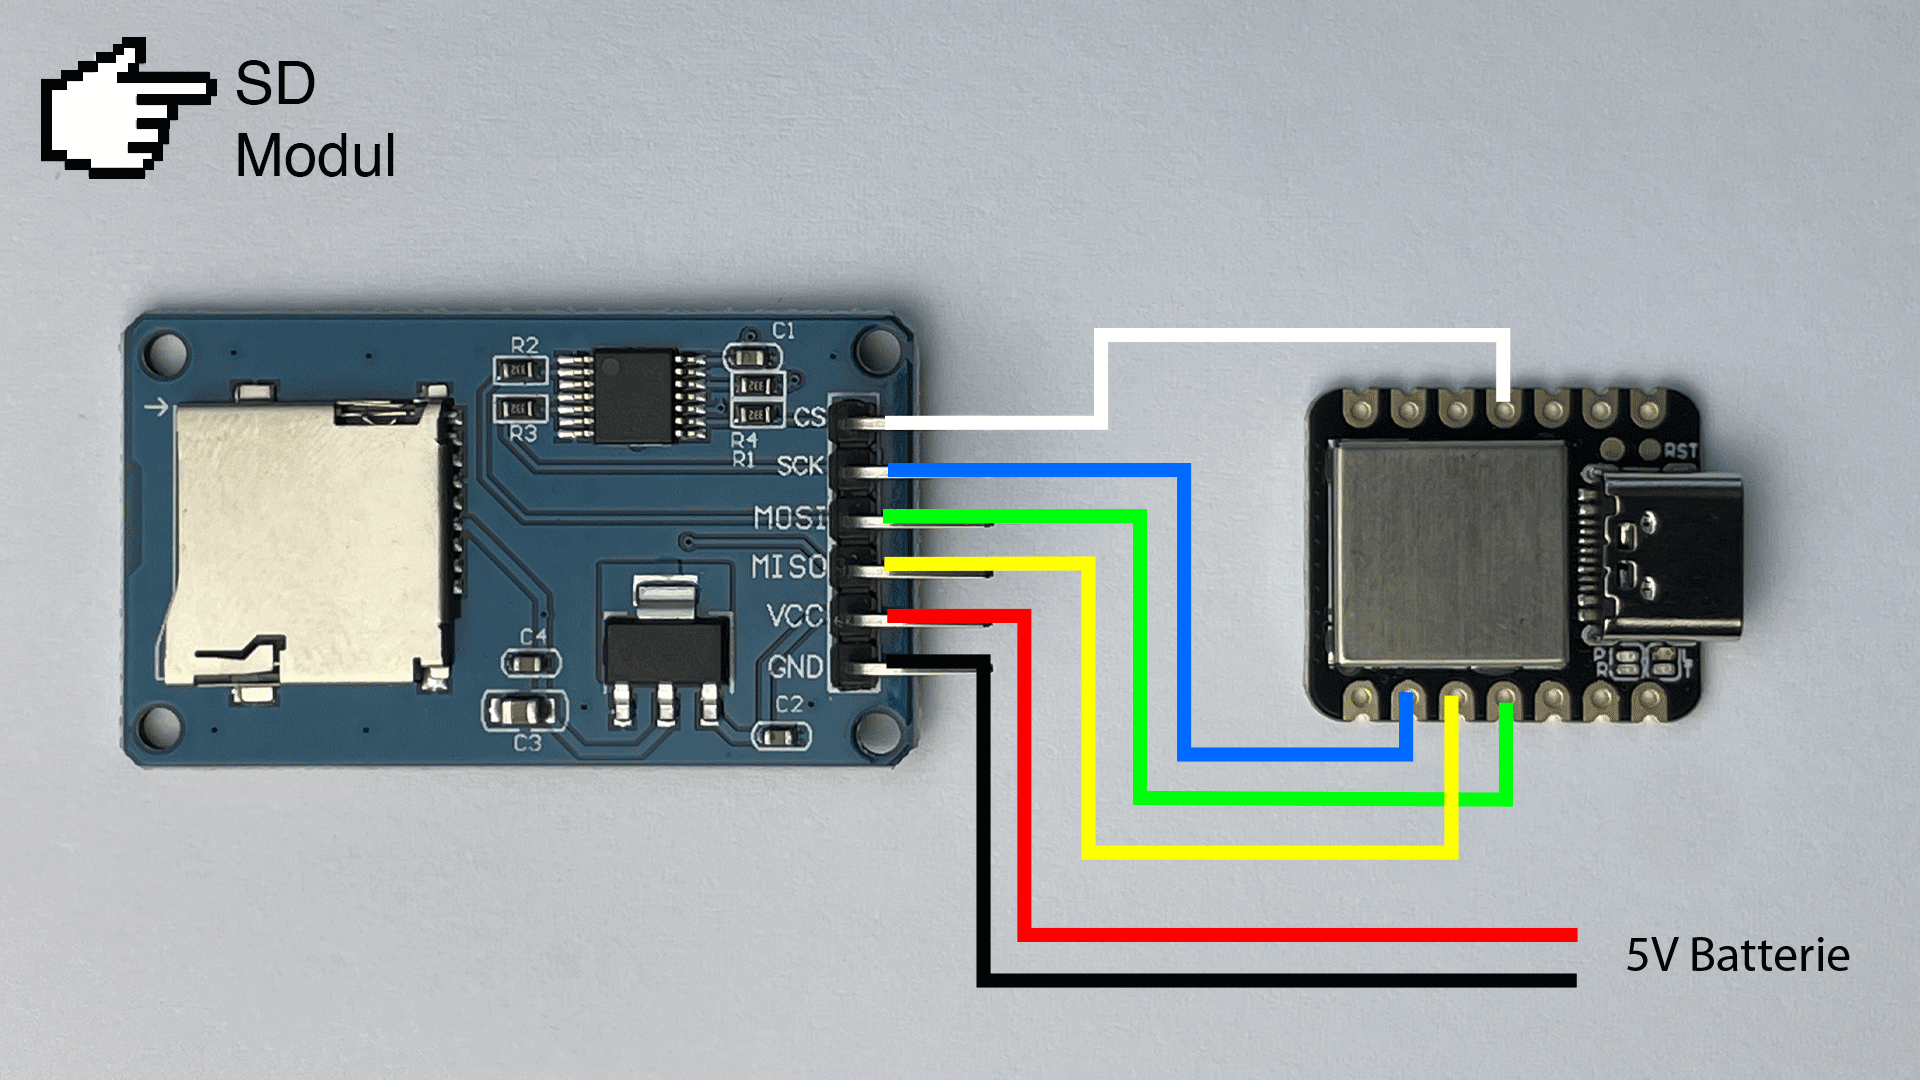 SD
Modul
C1
R2
R3
R4
R1
CS
SCK
MOSI
MISO
VCC
GND
C4
C3
C2
RST
5V Batterie